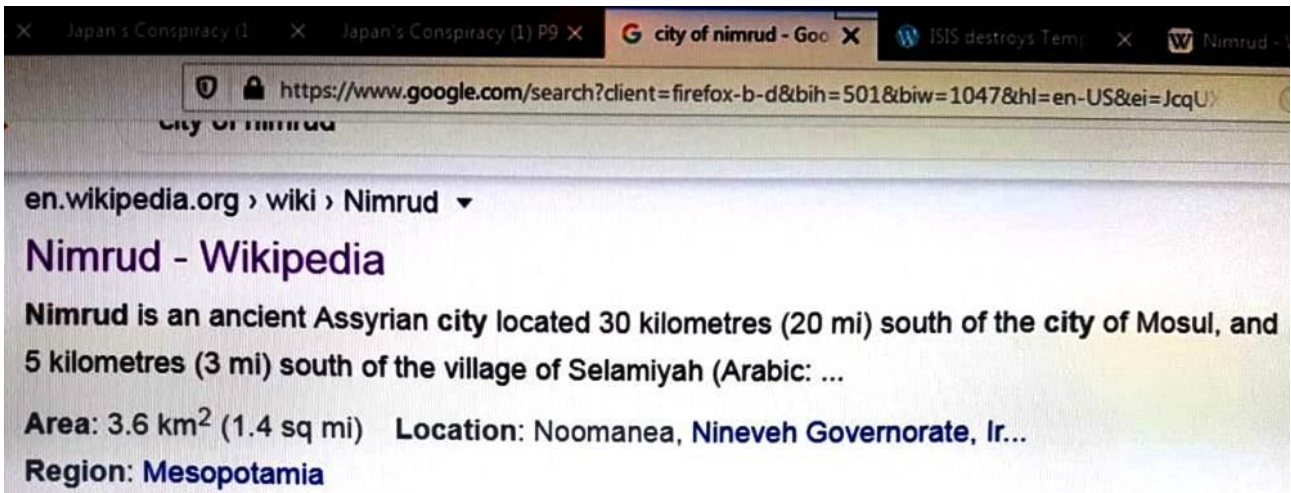 Japan's Conspiracy (1 Japan's Conspiracy (1) P9 city of nimrud - Goo ISIS destroys Temp Nimrud -
https://www.google.com/search?client=firefox-b-d&bih=501&biw=1047&hl=en-US&ei=JcqU
city of nimrud
en.wikipedia.org › wiki › Nimrud
Nimrud - Wikipedia
Nimrud is an ancient Assyrian city located 30 kilometres (20 mi) south of the city of Mosul, and
5 kilometres (3 mi) south of the village of Selamiyah (Arabic: ...
Area: 3.6 km² (1.4 sq mi) Location: Noomanea, Nineveh Governorate, Ir...
Region: Mesopotamia